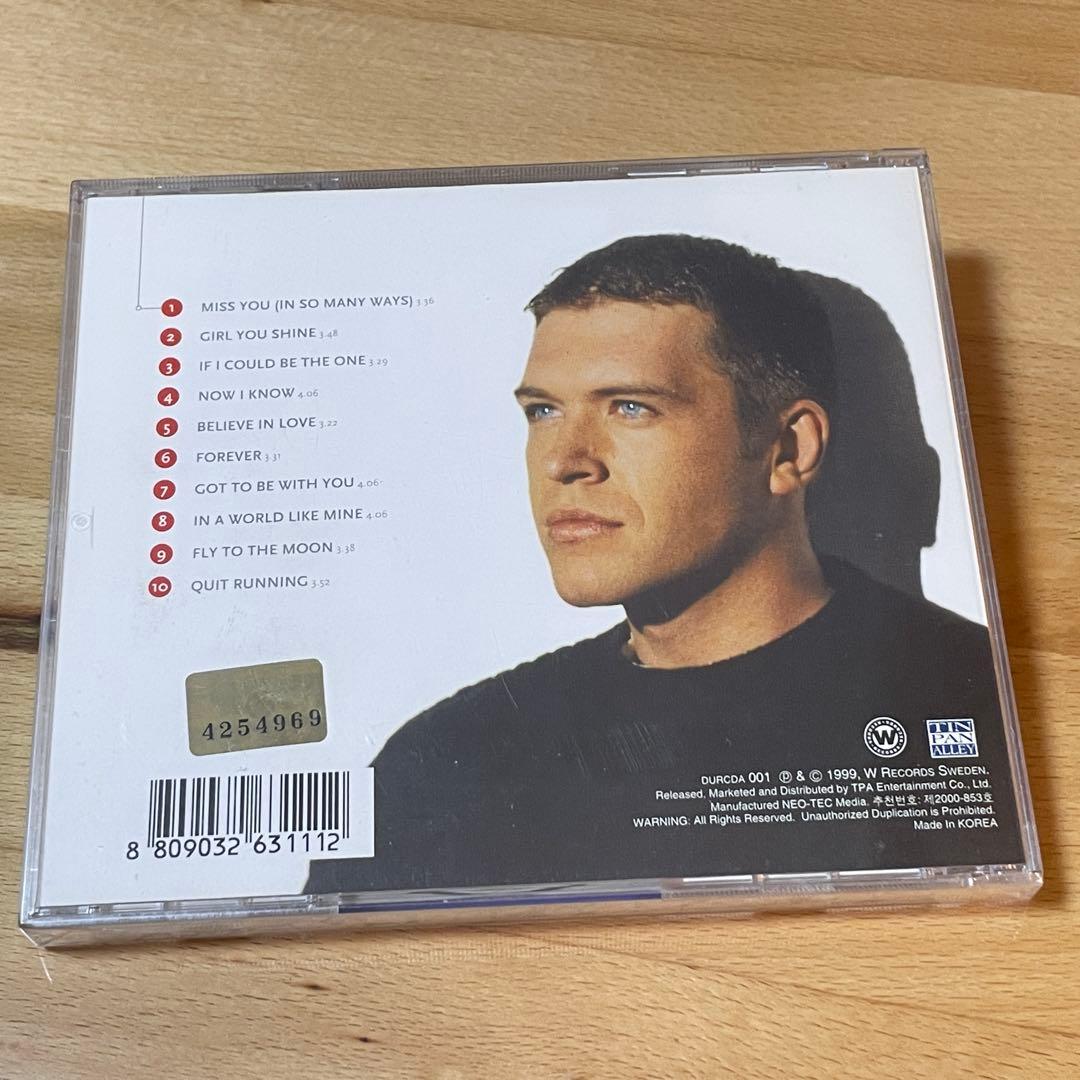 1 MISS YOU (IN SO MANY WAYS) 3.36
2 GIRL YOU SHINE 3.48
3 IF I COULD BE THE ONE 3.29
4 NOW I KNOW 4.06
5 BELIEVE IN LOVE 3.22
6 FOREVER 3.31
7 GOT TO BE WITH YOU 4.06
8 IN A WORLD LIKE MINE 4.06
9 FLY TO THE MOON 3.38
10 QUIT RUNNING 3.52
4254969
8 809032 631112
W
TIN
PAN
ALLEY
DURCDA 001 ℗ & © 1999, W RECORDS SWEDEN.
Released, Marketed and Distributed by TPA Entertainment Co., Ltd.
Manufactured NEO-TEC Media. 추천번호: 제2000-853호
WARNING: All Rights Reserved. Unauthorized Duplication is Prohibited.
Made in KOREA